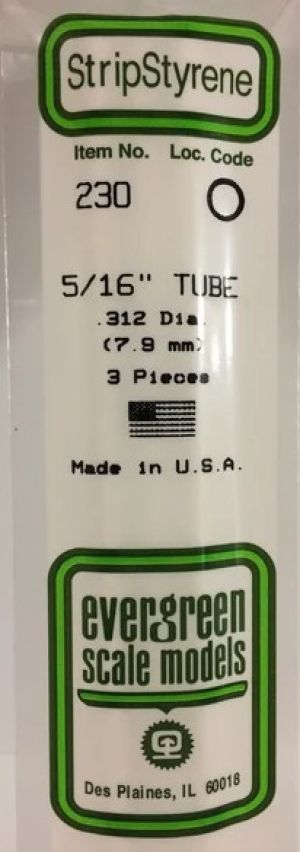 StripStyrene
Item No. Loc. Code
230 O
5/16" TUBE
.312 Dia.
(7.9 mm)
3 Pieces
Made in U.S.A.
evergreen
scale models
Des Plaines, IL 60018